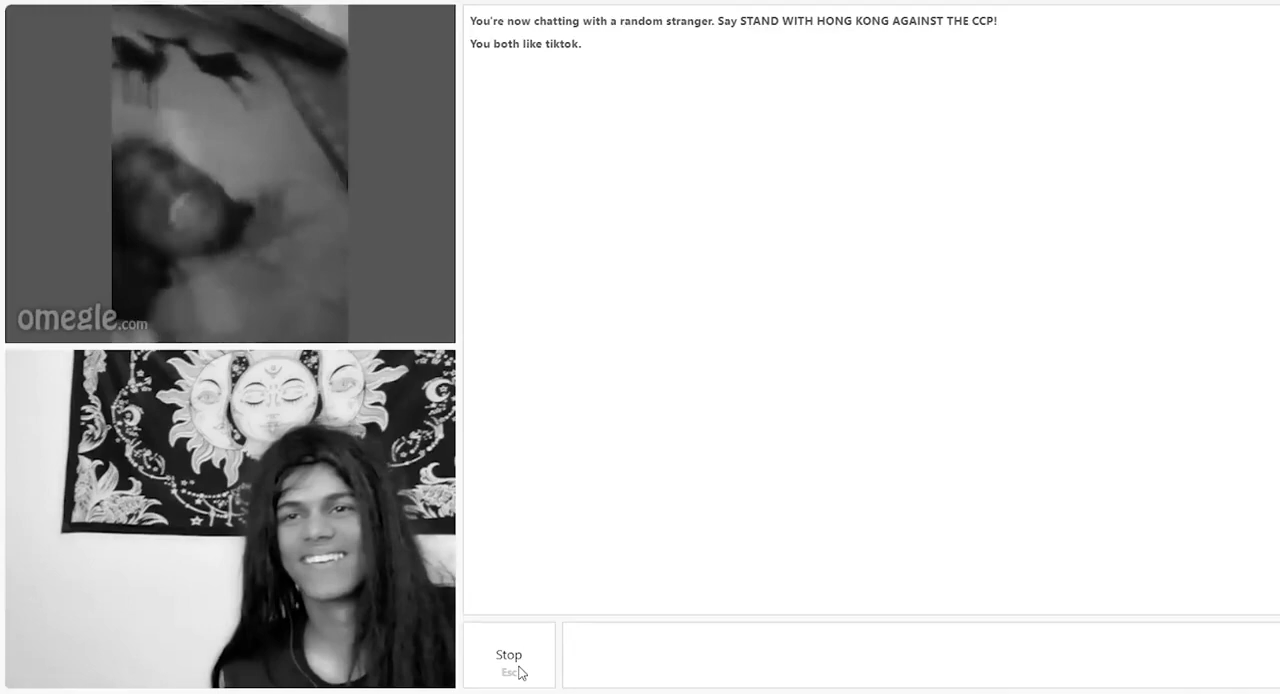 You're now chatting with a random stranger. Say STAND WITH HONG KONG AGAINST THE CCP!
You both like tiktok.
omegle.com
Stop
Esc